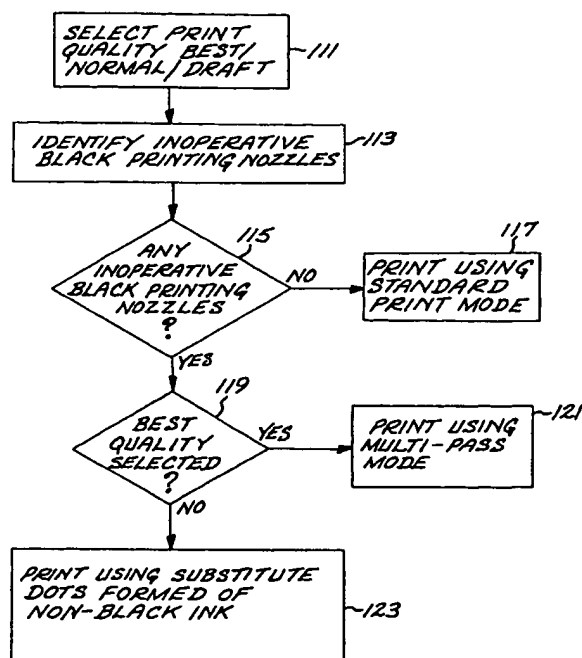 SELECT PRINT
QUALITY BEST/
NORMAL/DRAFT
111
IDENTIFY INOPERATIVE
BLACK PRINTING NOZZLES
113
ANY
INOPERATIVE
BLACK PRINTING
NOZZLES
?
115
NO
PRINT USING
STANDARD
PRINT MODE
117
YES
BEST
QUALITY
SELECTED
?
119
YES
PRINT USING
MULTI-PASS
MODE
121
NO
PRINT USING SUBSTITUTE
DOTS FORMED OF
NON-BLACK INK
123